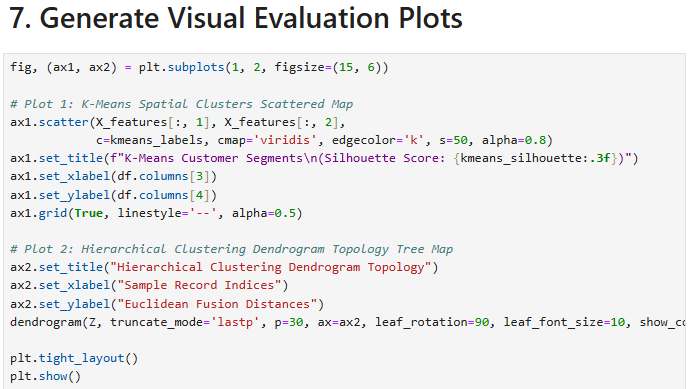 7. Generate Visual Evaluation Plots
fig, (ax1, ax2) = plt.subplots(1, 2, figsize=(15, 6))
# Plot 1: K-Means Spatial Clusters Scattered Map
ax1.scatter(X_features[:, 1], X_features[:, 2],
c=kmeans_labels, cmap='viridis', edgecolor='k', s=50, alpha=0.8)
ax1.set_title(f"K-Means Customer Segments\n(Silhouette Score: {kmeans_silhouette:.3f})")
ax1.set_xlabel(df.columns[3])
ax1.set_ylabel(df.columns[4])
ax1.grid(True, linestyle='--', alpha=0.5)
# Plot 2: Hierarchical Clustering Dendrogram Topology Tree Map
ax2.set_title("Hierarchical Clustering Dendrogram Topology")
ax2.set_xlabel("Sample Record Indices")
ax2.set_ylabel("Euclidean Fusion Distances")
dendrogram(Z, truncate_mode='lastp', p=30, ax=ax2, leaf_rotation=90, leaf_font_size=10,
plt.tight_layout()
plt.show()